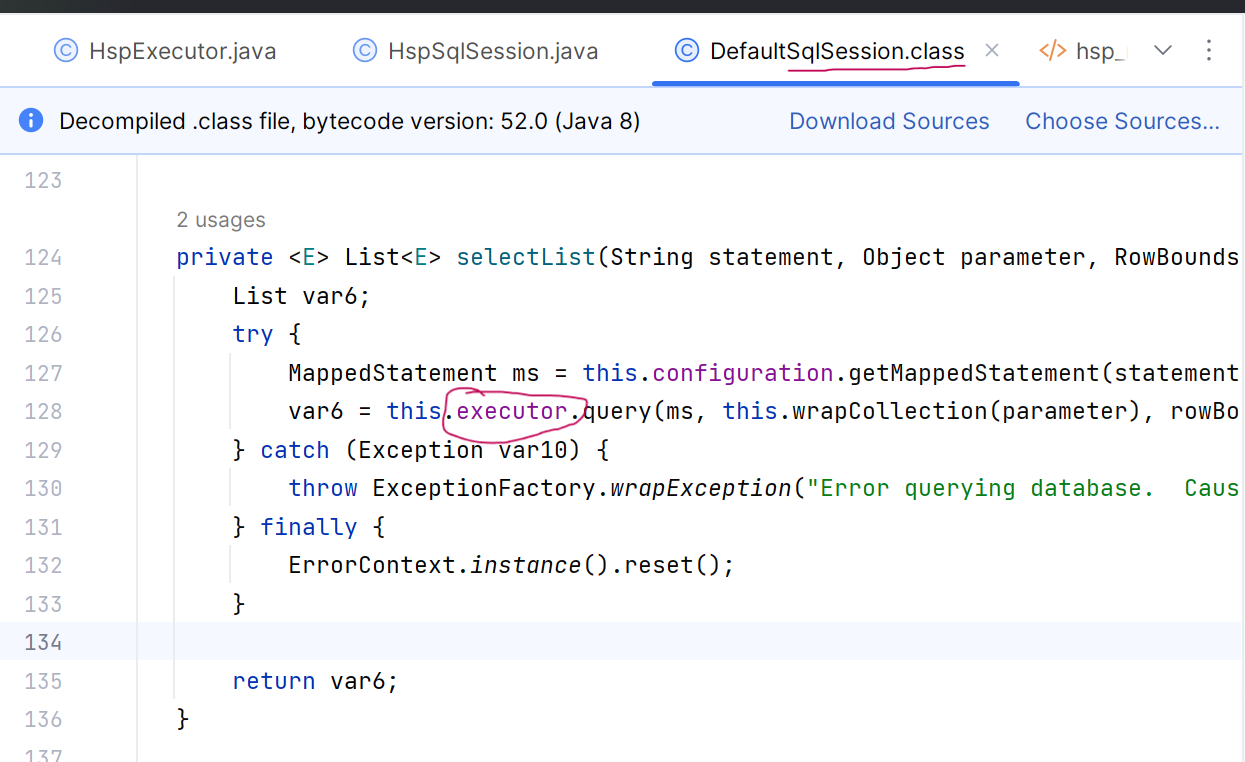 HspExecutor.java HspSqlSession.java DefaultSqlSession.class hsp_
Decompiled .class file, bytecode version: 52.0 (Java 8) Download Sources Choose Sources...
123
2 usages
124 private <E> List<E> selectList(String statement, Object parameter, RowBounds
125 List var6;
126 try {
127 MappedStatement ms = this.configuration.getMappedStatement(statement
128 var6 = this.executor.query(ms, this.wrapCollection(parameter), rowBo
129 } catch (Exception var10) {
130 throw ExceptionFactory.wrapException("Error querying database.  Caus
131 } finally {
132 ErrorContext.instance().reset();
133 }
134
135 return var6;
136 }
137